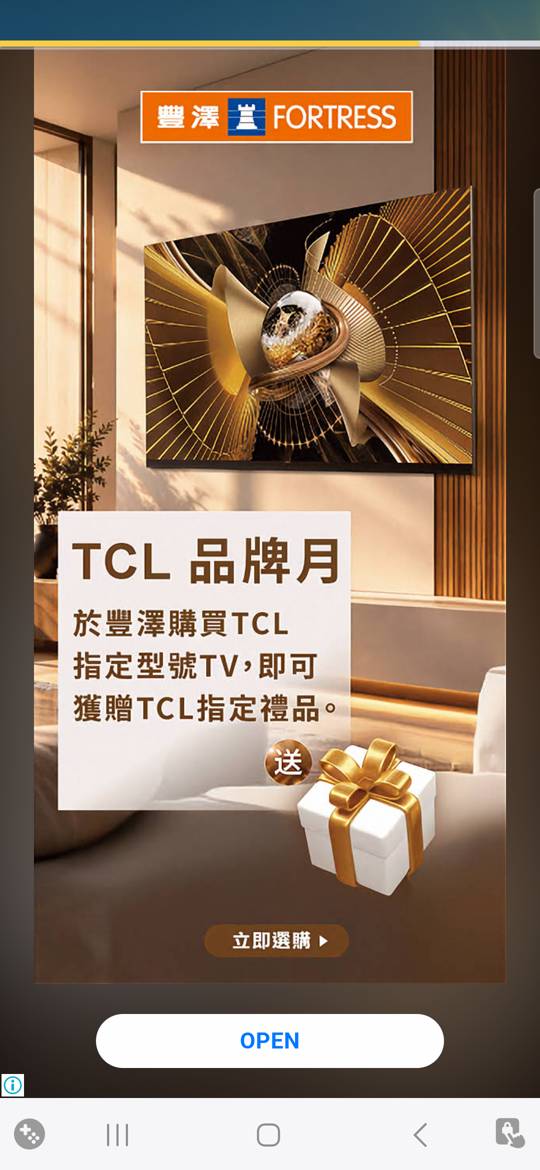 豐澤 FORTRESS
TCL 品牌月
於豐澤購買TCL
指定型號TV,即可
獲贈TCL指定禮品。
送
立即選購
OPEN